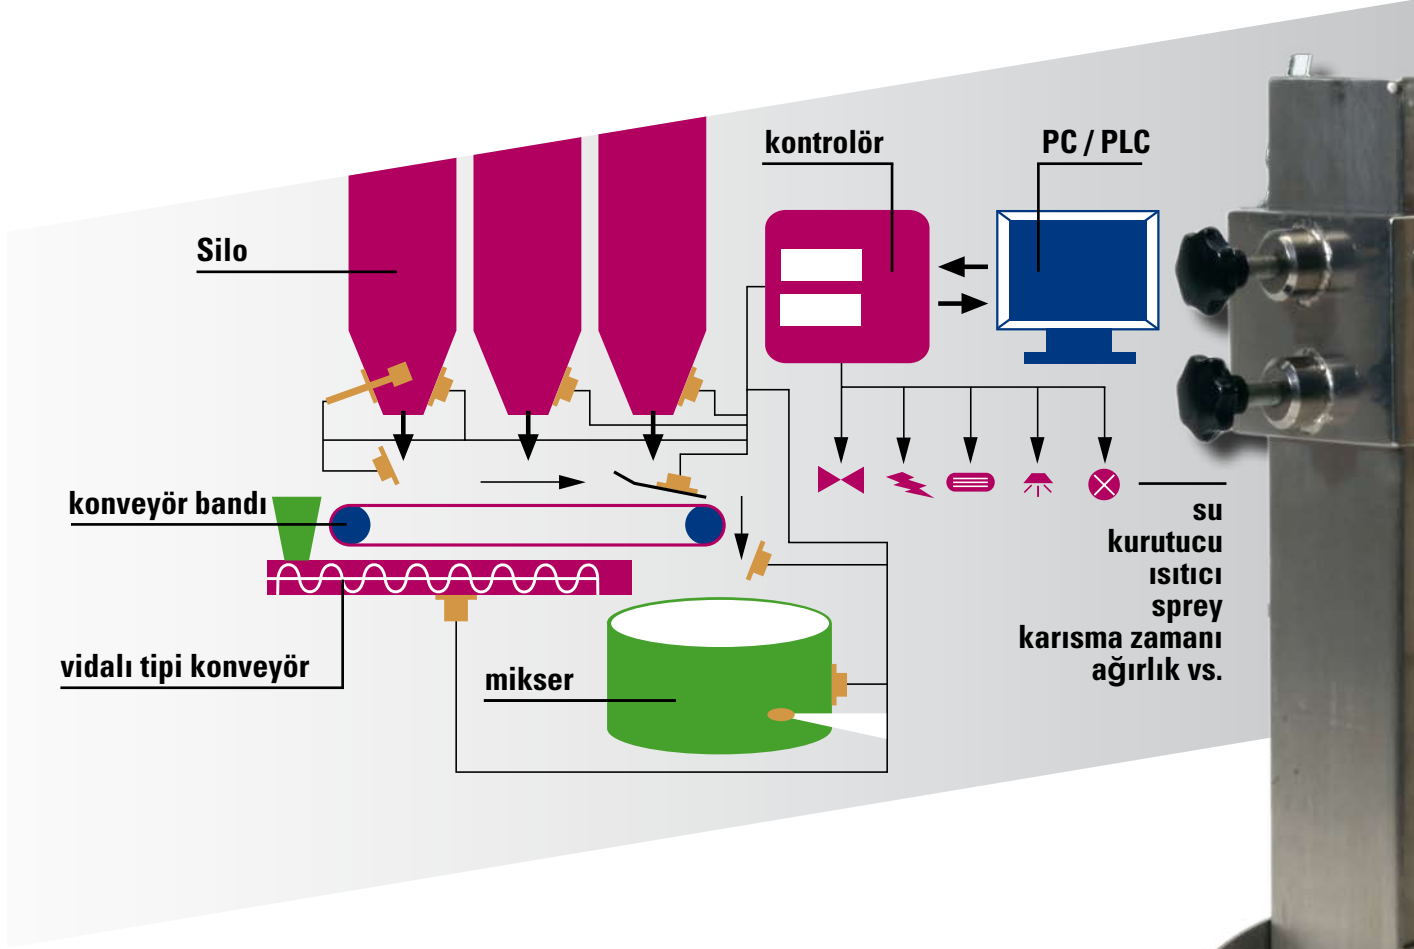 kontrolör
PC / PLC
Silo
konveyör bandı
su
kurutucu
ısıtıcı
sprey
karısma zamanı
ağırlık vs.
vidalı tipi konveyör
mikser